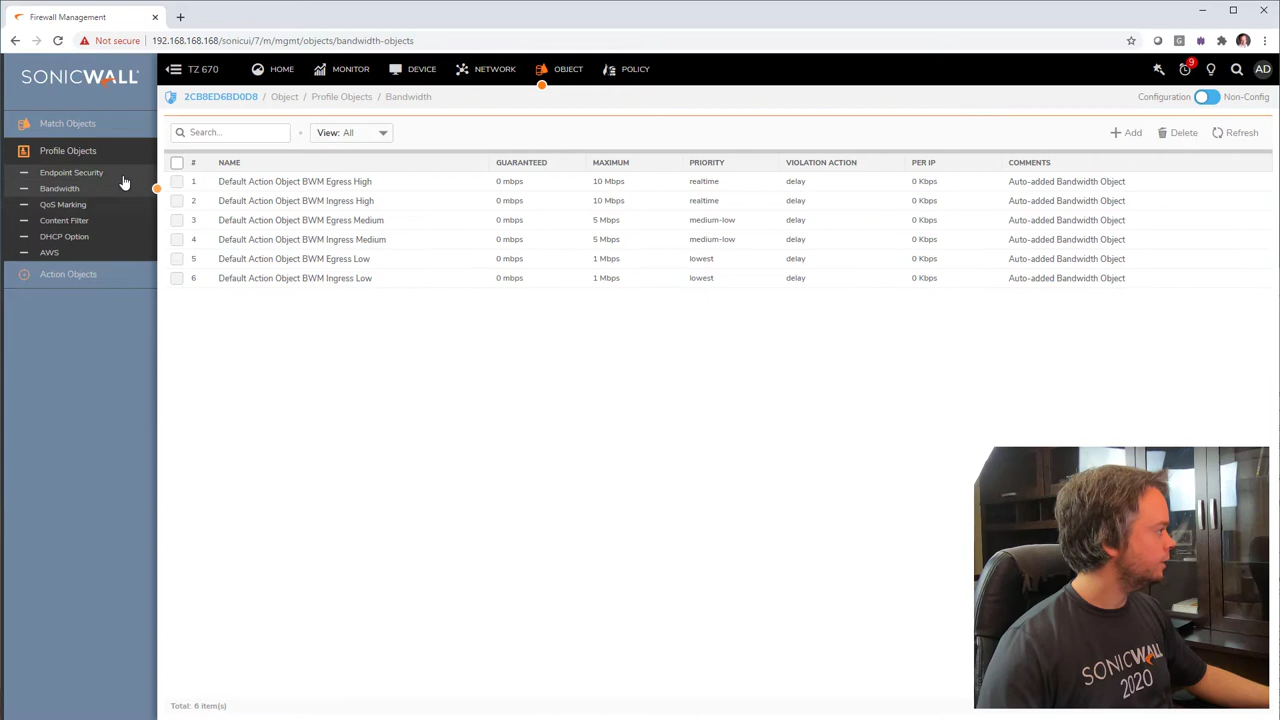 Firewall Management
Not secure 192.168.168.168/sonicui/7/m/mgmt/objects/bandwidth-objects
SONICWALL
TZ 670 HOME MONITOR DEVICE NETWORK OBJECT POLICY 9 AD
2CB8ED6BD0D8 / Object / Profile Objects / Bandwidth Configuration Non-Config
Match Objects
Profile Objects
Endpoint Security
Bandwidth
QoS Marking
Content Filter
DHCP Option
AWS
Action Objects
Search... View: All Add Delete Refresh
# NAME GUARANTEED MAXIMUM PRIORITY VIOLATION ACTION PER IP COMMENTS
1 Default Action Object BWM Egress High 0 mbps 10 Mbps realtime delay 0 Kbps Auto-added Bandwidth Object
2 Default Action Object BWM Ingress High 0 mbps 10 Mbps realtime delay 0 Kbps Auto-added Bandwidth Object
3 Default Action Object BWM Egress Medium 0 mbps 5 Mbps medium-low delay 0 Kbps Auto-added Bandwidth Object
4 Default Action Object BWM Ingress Medium 0 mbps 5 Mbps medium-low delay 0 Kbps Auto-added Bandwidth Object
5 Default Action Object BWM Egress Low 0 mbps 1 Mbps lowest delay 0 Kbps Auto-added Bandwidth Object
6 Default Action Object BWM Ingress Low 0 mbps 1 Mbps lowest delay 0 Kbps Auto-added Bandwidth Object
SONICWALL
2020
Total: 6 item(s)